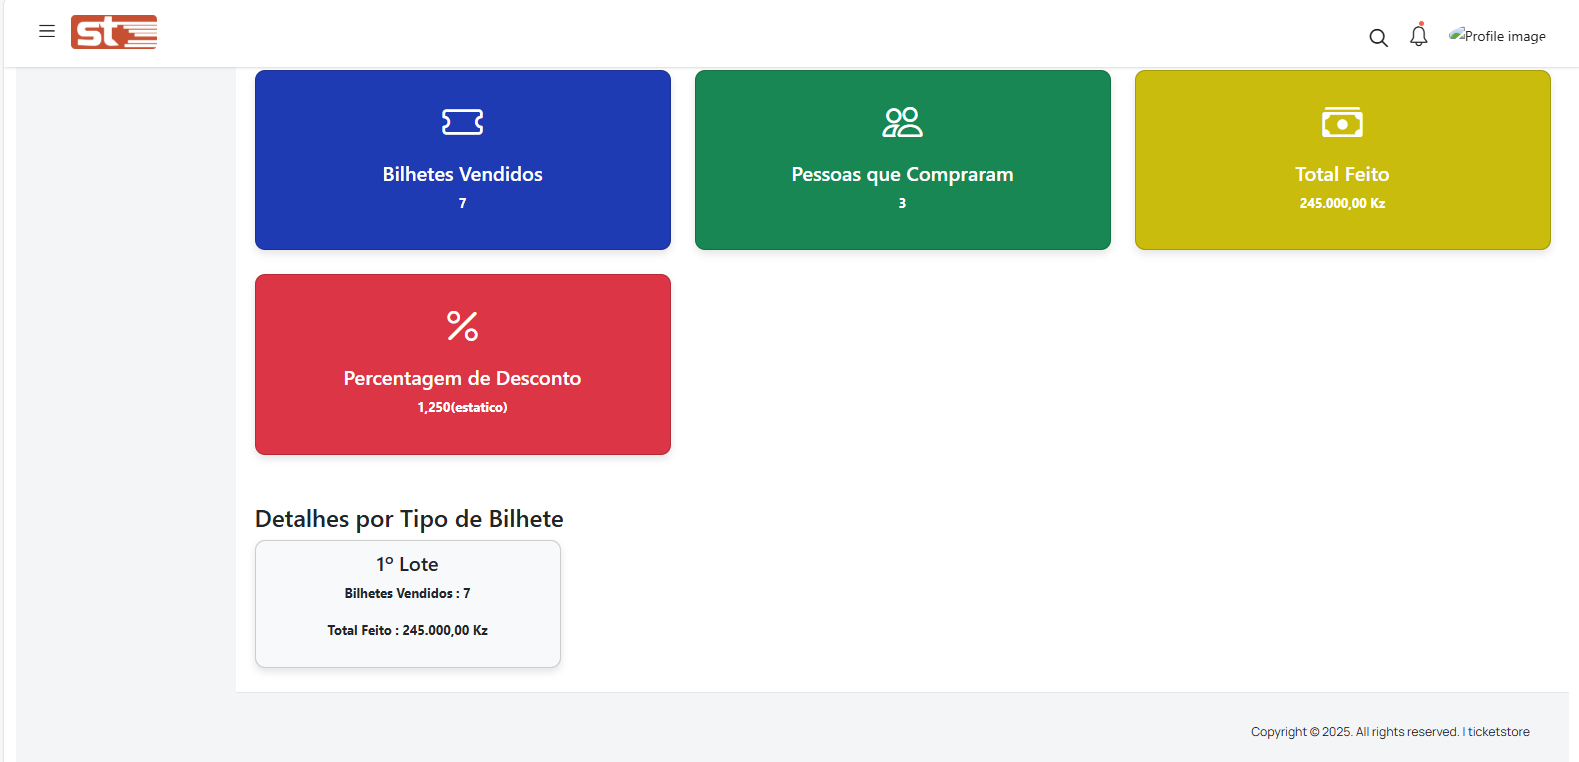 st
Profile image
Bilhetes Vendidos
7
Pessoas que Compraram
3
Total Feito
245.000,00 Kz
Percentagem de Desconto
1,250(estatico)
Detalhes por Tipo de Bilhete
1º Lote
Bilhetes Vendidos : 7
Total Feito : 245.000,00 Kz
Copyright © 2025. All rights reserved. | ticketstore